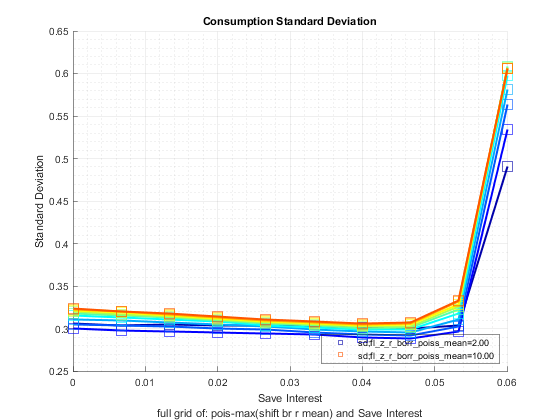 Consumption Standard Deviation
0.65
0.6
0.55
0.5
0.45
0.4
0.35
0.3
0.25
Standard Deviation
sd;fl_z_r_borr_poiss_mean=2.00
sd;fl_z_r_borr_poiss_mean=10.00
0 0.01 0.02 0.03 0.04 0.05 0.06
Save Interest
full grid of: pois-max(shift br r mean) and Save Interest